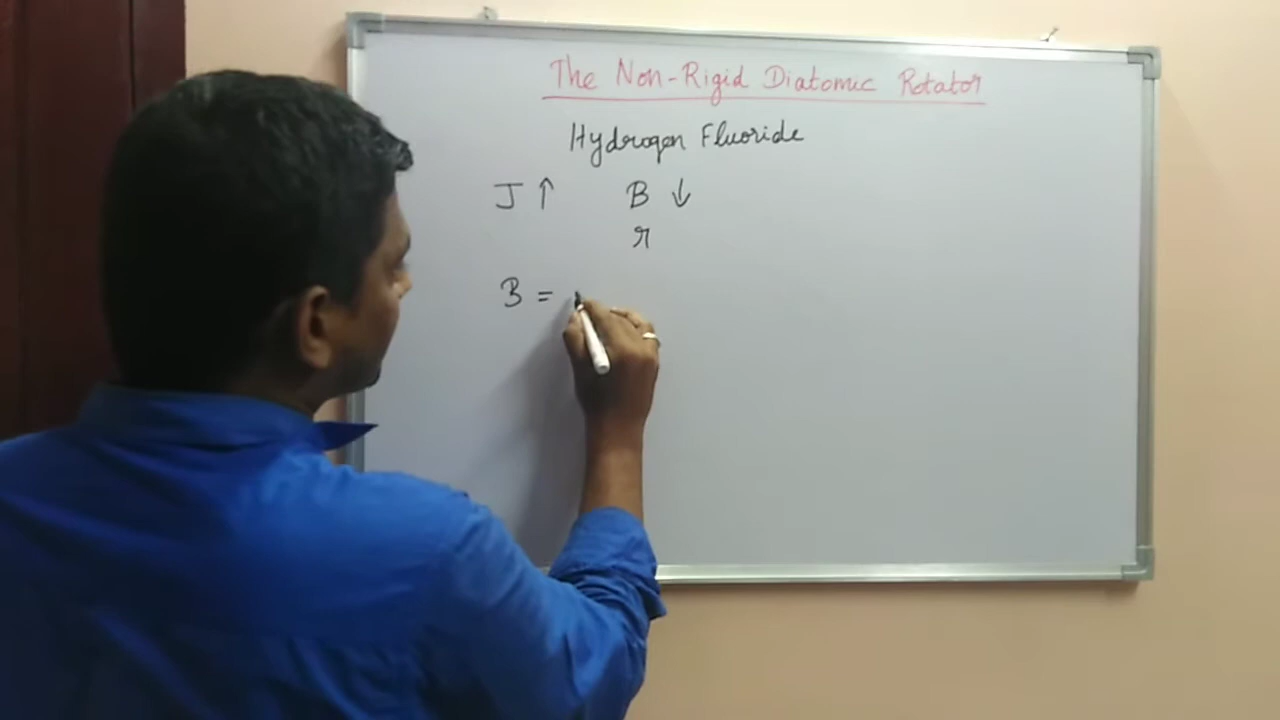 The Non-Rigid Diatomic Rotator
Hydrogen Fluoride
J ↑ B ↓
r
B =